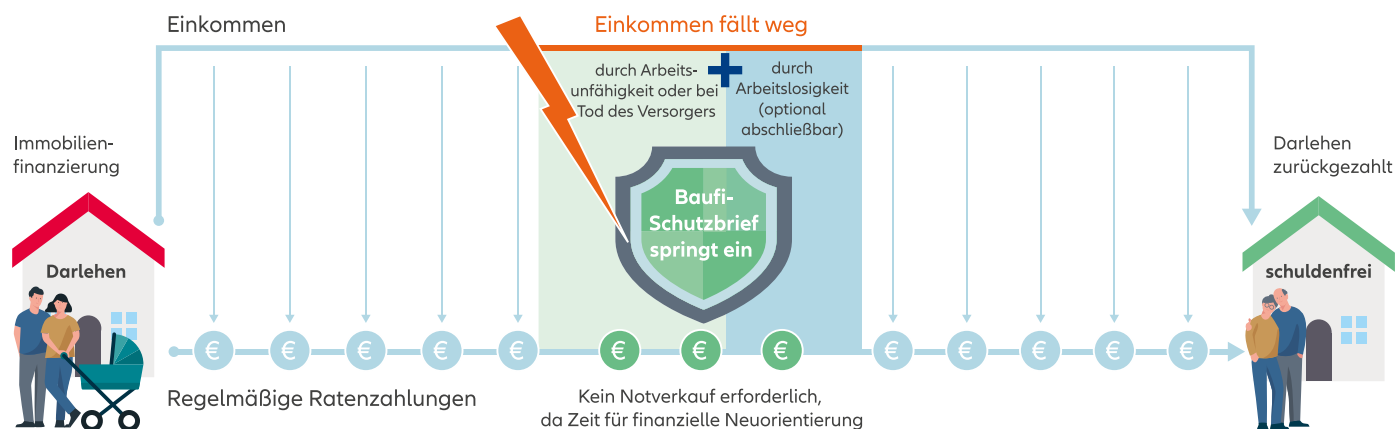 Einkommen
Einkommen fällt weg
durch Arbeits-
unfähigkeit oder bei
Tod des Versorgers
durch
Arbeitslosigkeit
(optional
abschließbar)
Immobilien-
finanzierung
Darlehen
zurückgezahlt
Baufi-
Schutzbrief
springt ein
Darlehen
schuldenfrei
€ € € € € € € € € € € € €
Regelmäßige Ratenzahlungen
Kein Notverkauf erforderlich,
da Zeit für finanzielle Neuorientierung